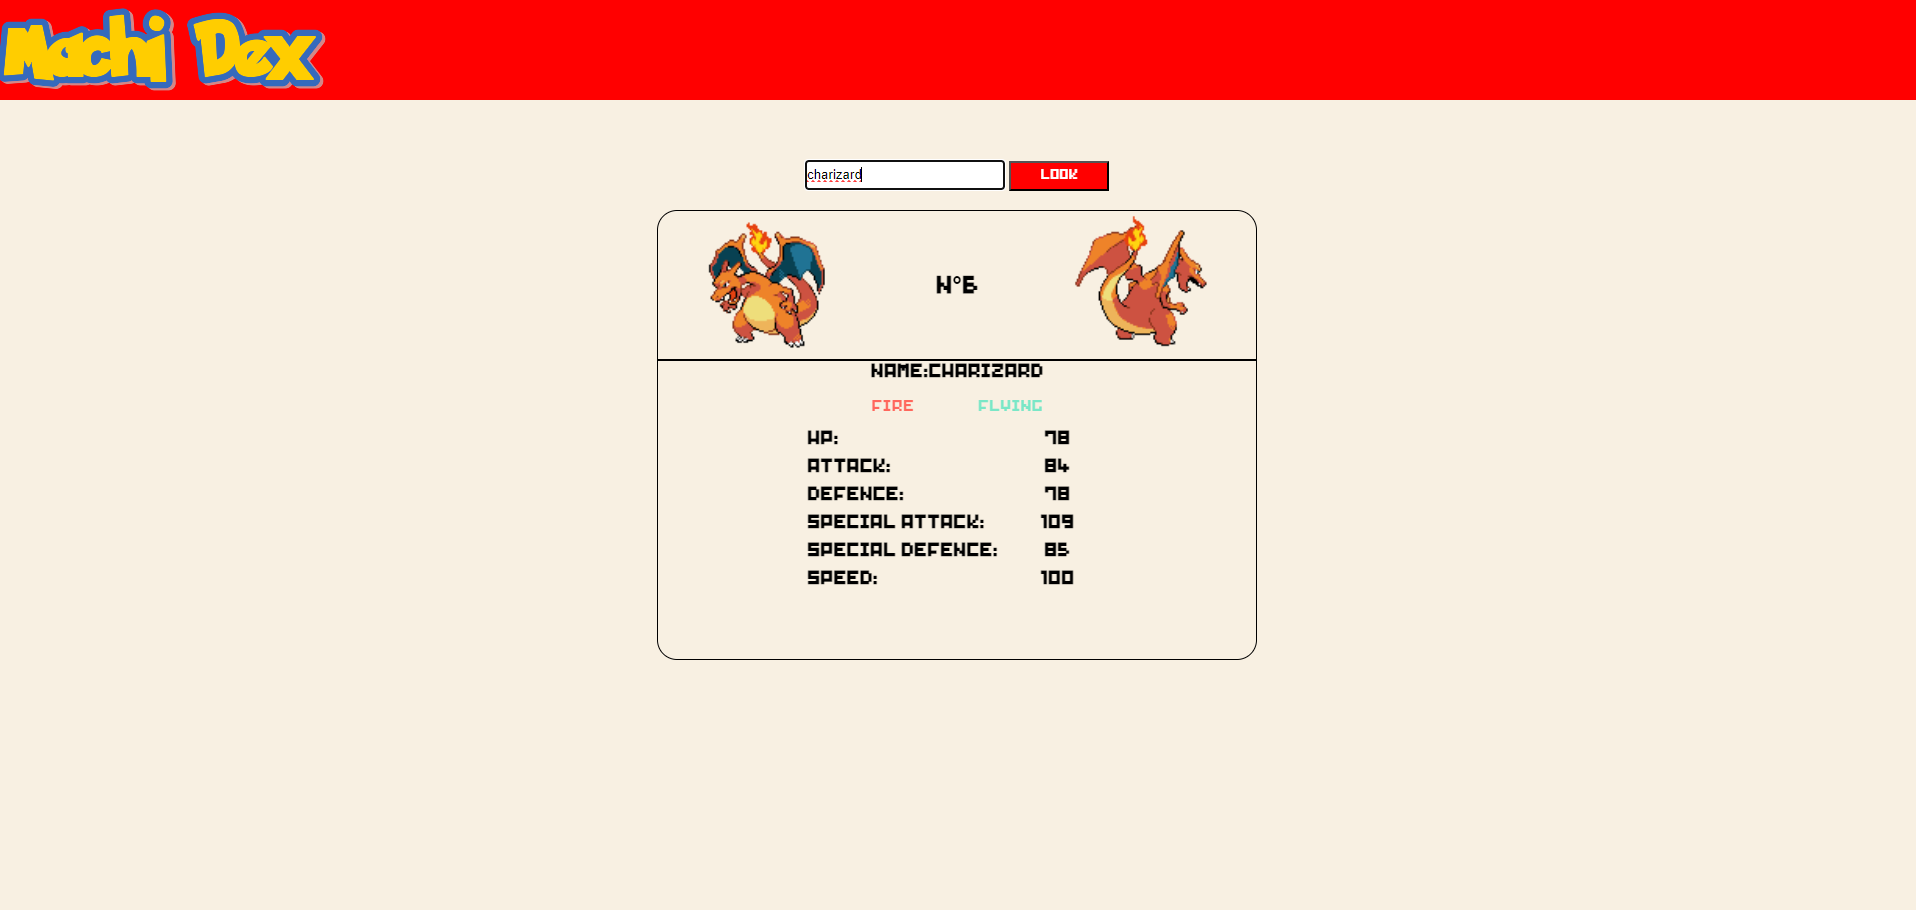 Machi Dex
charizard
LOOK
N°6
NAME:CHARIZARD
FIRE FLYING
HP: 78
ATTACK: 84
DEFENCE: 78
SPECIAL ATTACK: 109
SPECIAL DEFENCE: 85
SPEED: 100